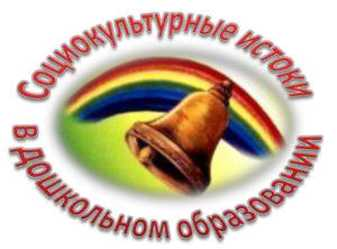 Социокультурные истоки
в дошкольном образовании